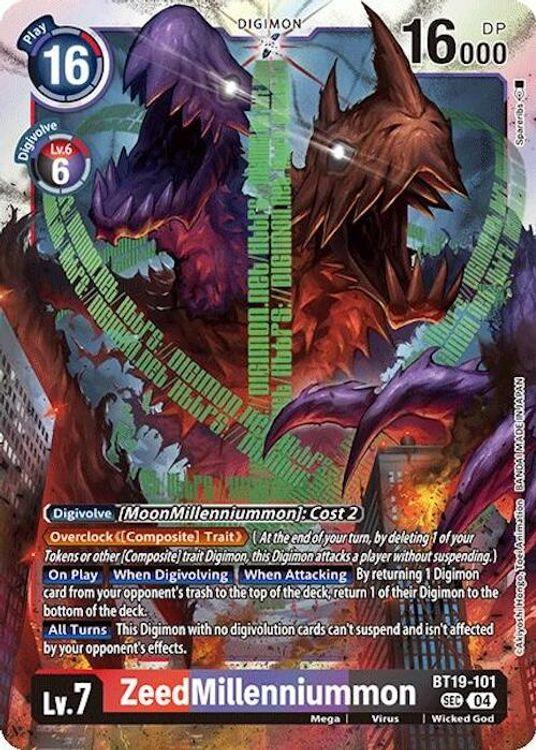 DIGIMON
Play
16
16000
DP
Digivolve
Lv.6
6
Spareribs
Digivolve [MoonMillenniummon]: Cost 2
Overclock《[Composite] Trait》 (At the end of your turn, by deleting 1 of your
Tokens or other [Composite] trait Digimon, this Digimon attacks a player without suspending.)
On Play When Digivolving When Attacking By returning 1 Digimon
card from your opponent's trash to the top of the deck, return 1 of their Digimon to the
bottom of the deck.
All Turns This Digimon with no digivolution cards can't suspend and isn't affected
by your opponent's effects.
©Akiyoshi Hongo, Toei Animation BANDAI MADE IN JAPAN
Lv.7
ZeedMillenniummon
BT19-101
SEC 04
Mega | Virus | Wicked God